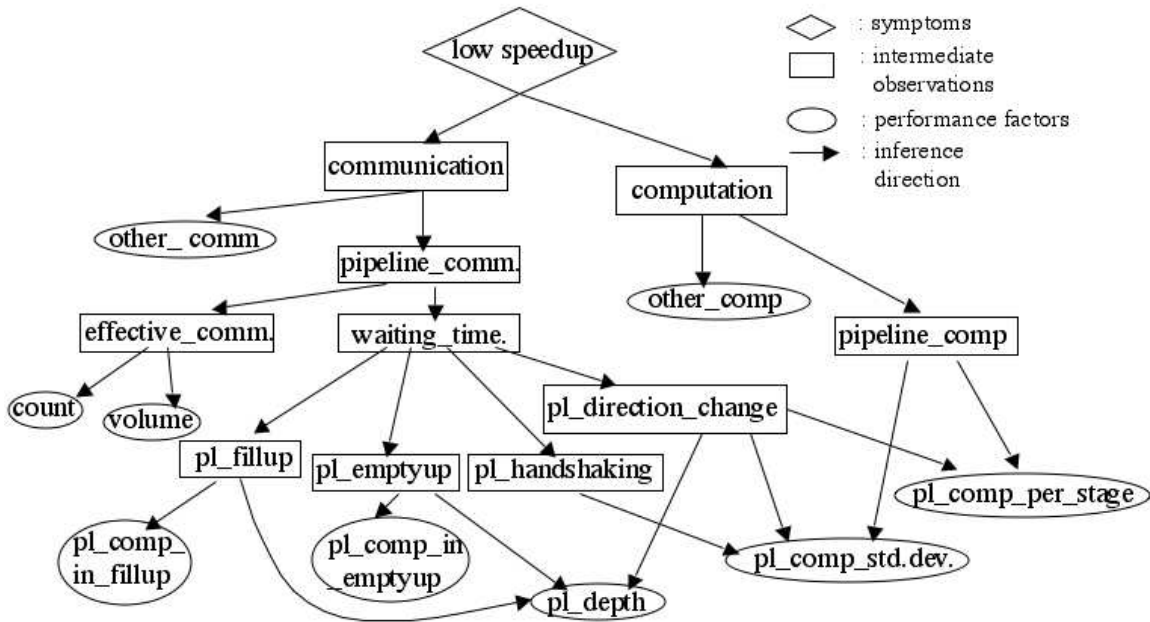 low speedup
: symptoms
: intermediate
observations
: performance factors
: inference
direction
communication
computation
other_ comm
pipeline_comm.
other_comp
effective_comm.
waiting_time.
pipeline_comp
count
volume
pl_direction_change
pl_fillup
pl_emptyup
pl_handshaking
pl_comp_per_stage
pl_comp_
in_fillup
pl_comp_in
_emptyup
pl_comp_std.dev.
pl_depth